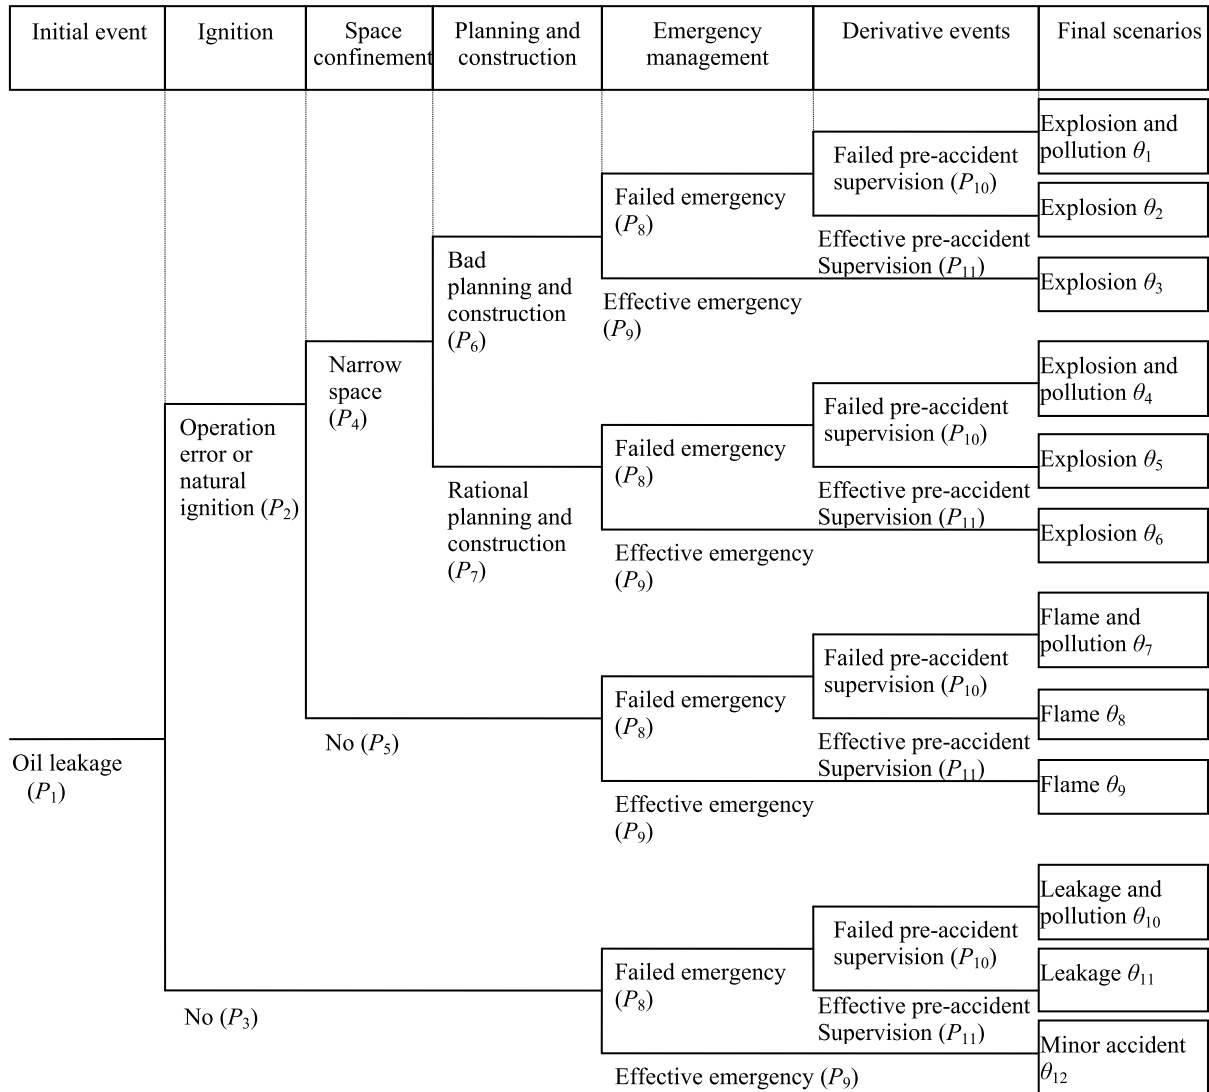 Initial event
Ignition
Space
confinement
Planning and
construction
Emergency
management
Derivative events
Final scenarios
Explosion and
pollution θ1
Failed pre-accident
supervision (P10)
Failed emergency
(P8)
Explosion θ2
Effective pre-accident
Supervision (P11)
Bad
planning and
construction
(P6)
Explosion θ3
Effective emergency
(P9)
Narrow
space
(P4)
Explosion and
pollution θ4
Failed pre-accident
supervision (P10)
Operation
error or
natural
ignition (P2)
Failed emergency
(P8)
Explosion θ5
Rational
planning and
construction
(P7)
Effective pre-accident
Supervision (P11)
Explosion θ6
Effective emergency
(P9)
Flame and
pollution θ7
Failed pre-accident
supervision (P10)
Failed emergency
(P8)
Flame θ8
No (P5)
Effective pre-accident
Supervision (P11)
Oil leakage
(P1)
Flame θ9
Effective emergency
(P9)
Leakage and
pollution θ10
Failed pre-accident
supervision (P10)
Failed emergency
(P8)
Leakage θ11
No (P3)
Effective pre-accident
Supervision (P11)
Minor accident
θ12
Effective emergency (P9)